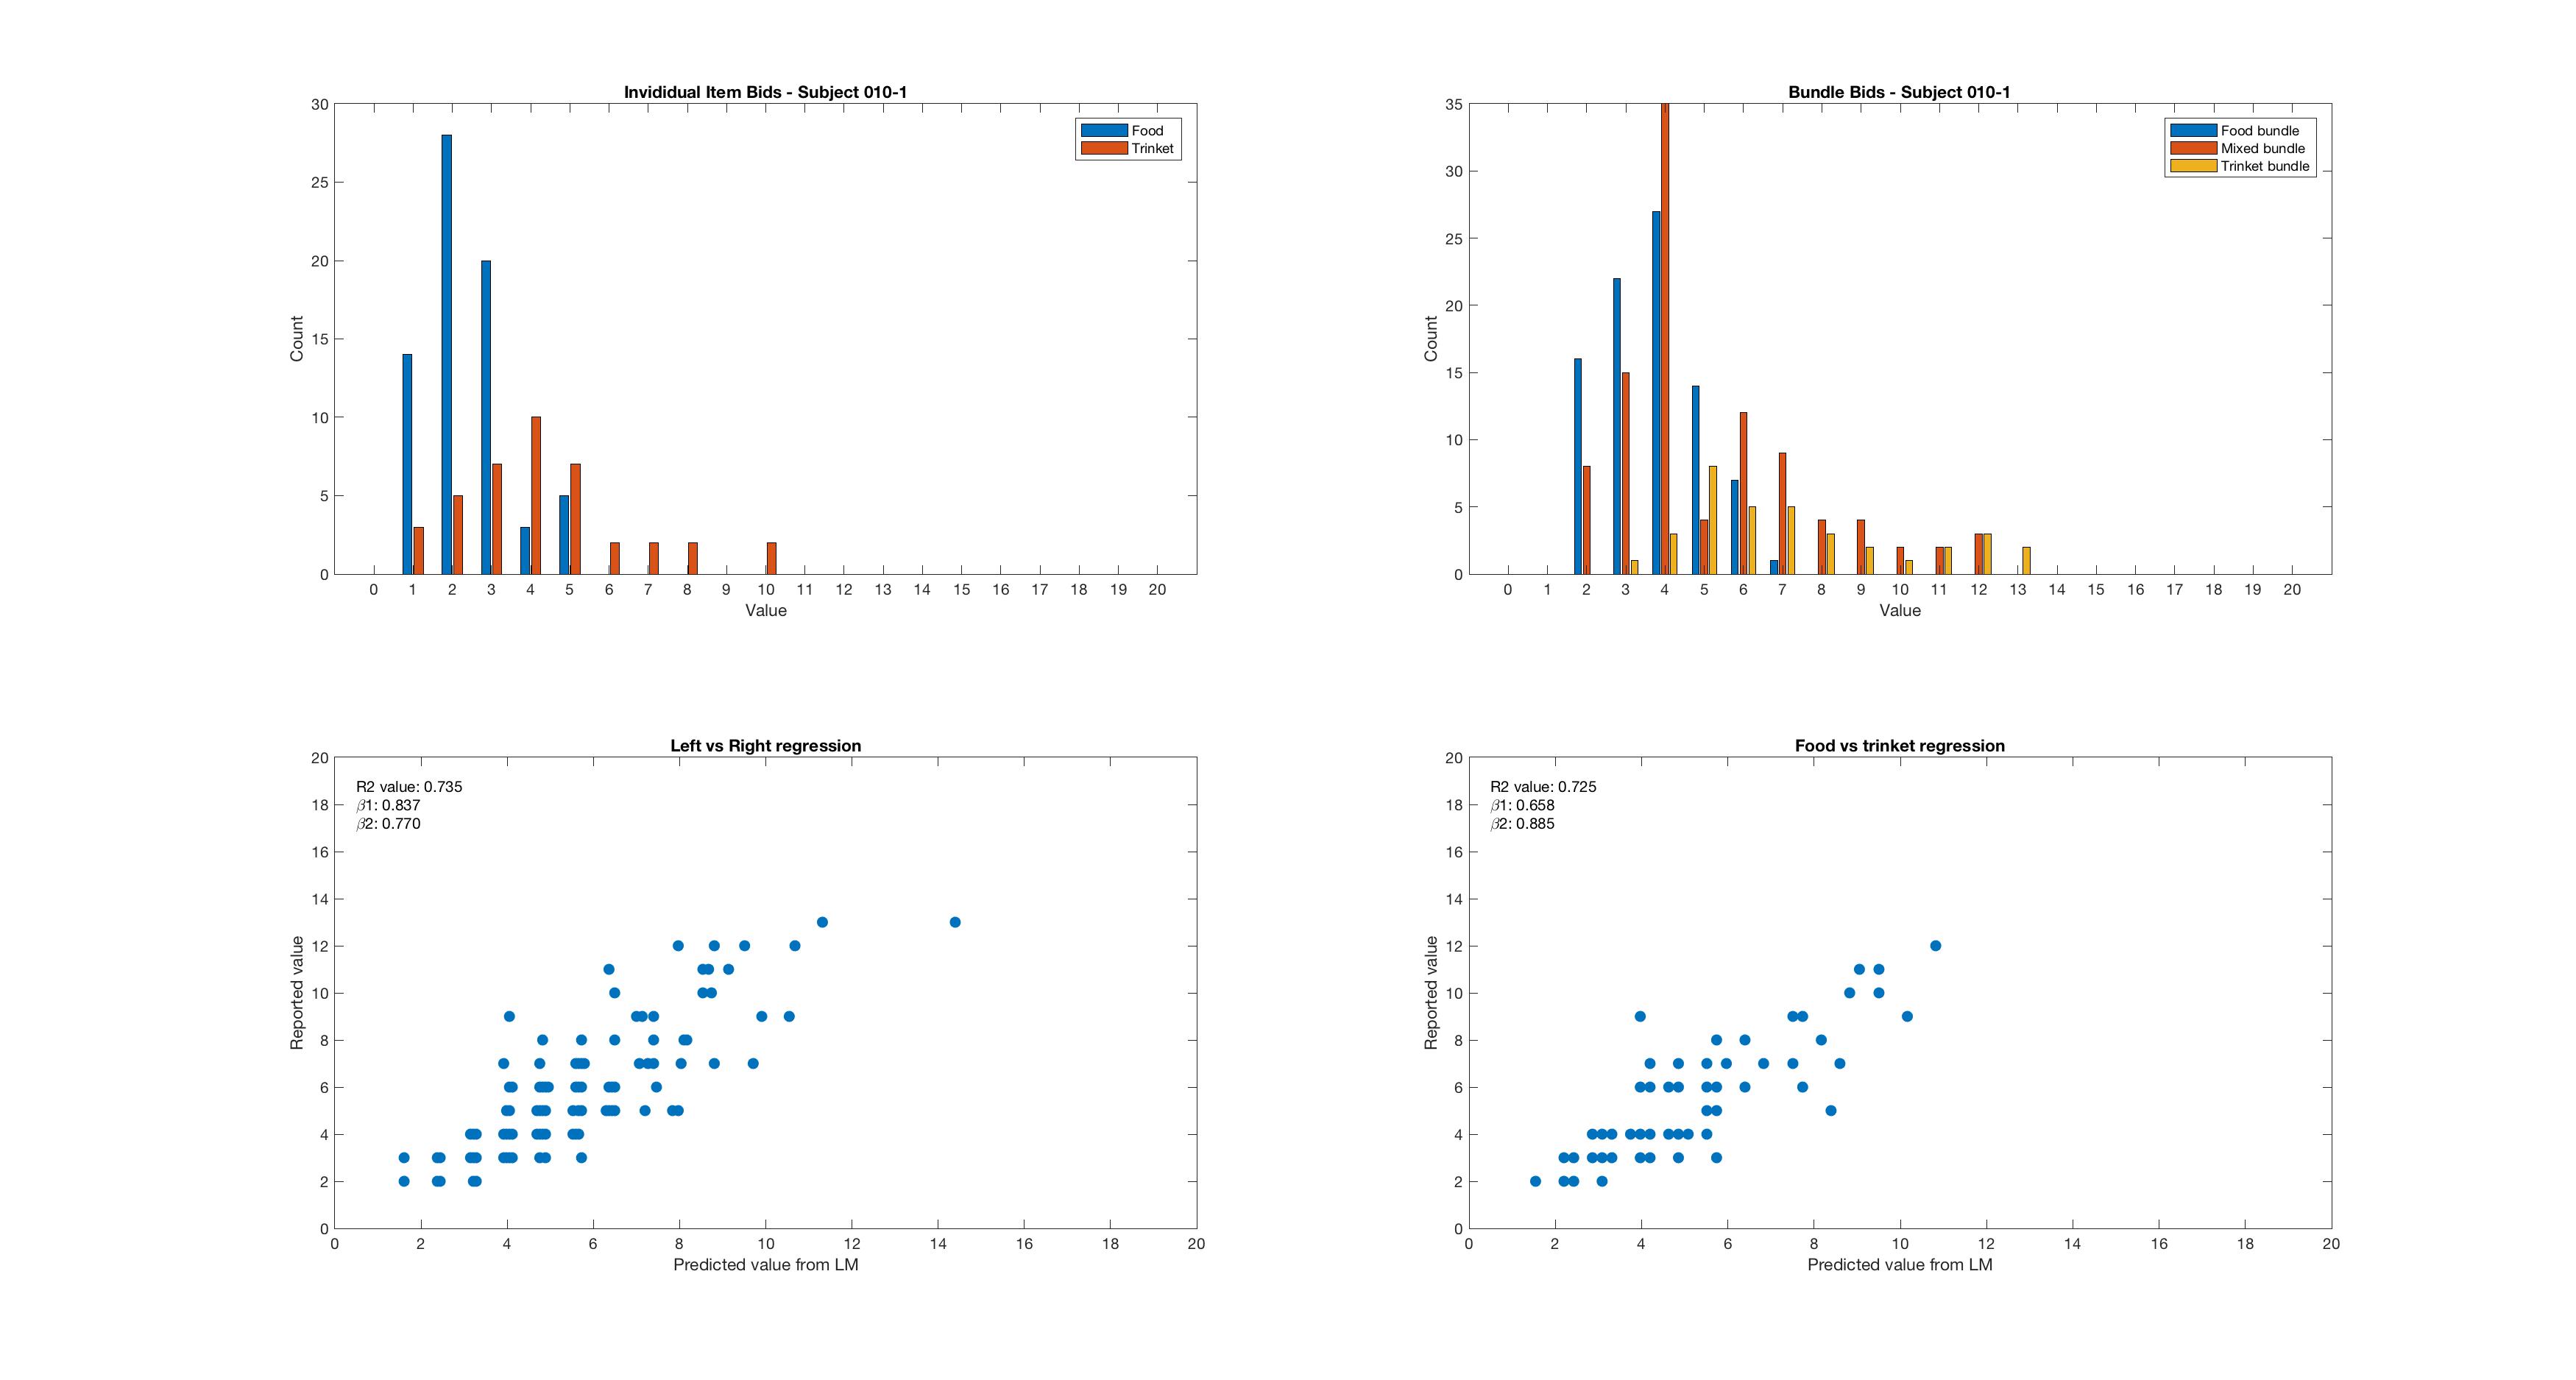 Invididual Item Bids - Subject 010-1
30
25
20
15
10
5
0
Count
0 1 2 3 4 5 6 7 8 9 10 11 12 13 14 15 16 17 18 19 20
Value
Food
Trinket
Bundle Bids - Subject 010-1
35
30
25
20
15
10
5
0
Count
0 1 2 3 4 5 6 7 8 9 10 11 12 13 14 15 16 17 18 19 20
Value
Food bundle
Mixed bundle
Trinket bundle
Left vs Right regression
20
18
16
14
12
10
8
6
4
2
0
Reported value
R2 value: 0.735
β1: 0.837
β2: 0.770
0 2 4 6 8 10 12 14 16 18 20
Predicted value from LM
Food vs trinket regression
20
18
16
14
12
10
8
6
4
2
0
Reported value
R2 value: 0.725
β1: 0.658
β2: 0.885
0 2 4 6 8 10 12 14 16 18 20
Predicted value from LM